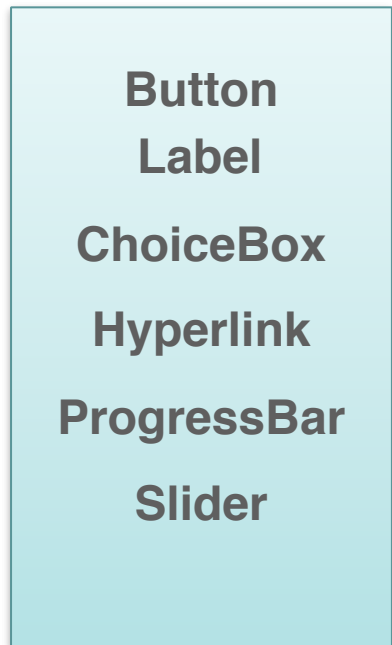 Button
Label
ChoiceBox
Hyperlink
ProgressBar
Slider